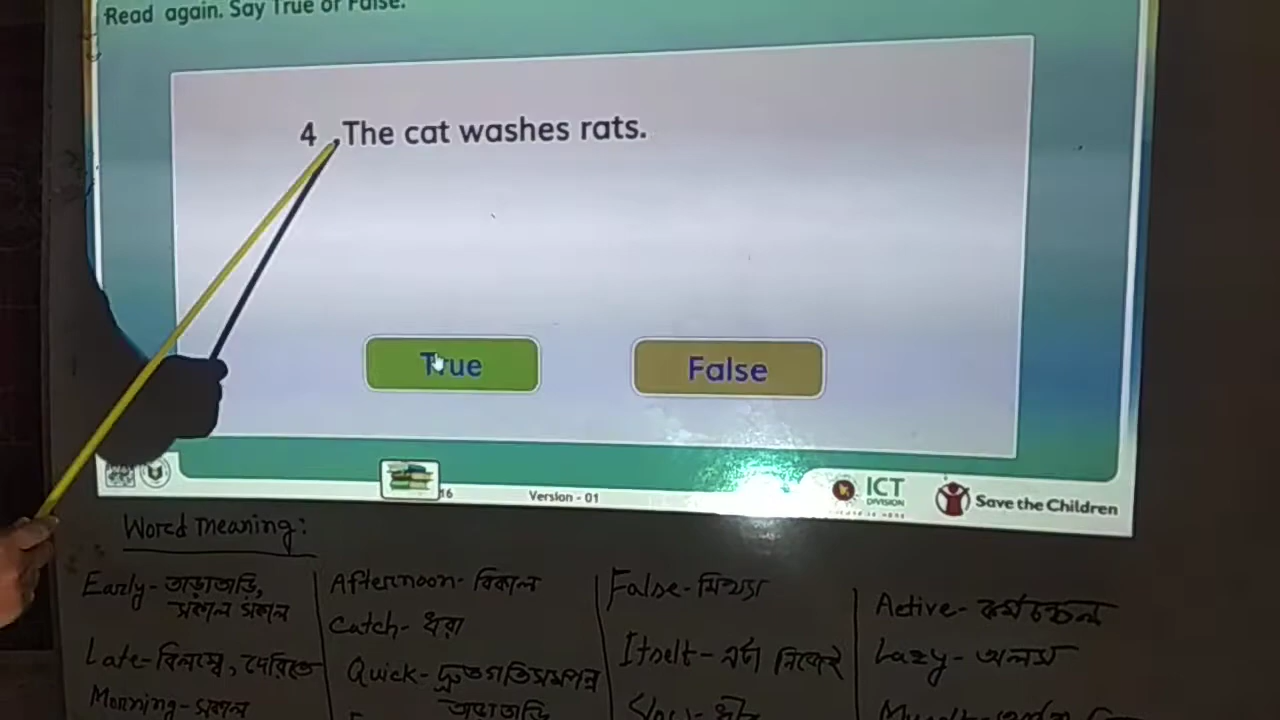 Read again. Say True or False.
4 The cat washes rats.
True
False
16
Version - 01
ICT
DIVISION
Save the Children
Word meaning:
Early - তাড়াতাড়ি,
সকাল সকাল
Late - বিলম্বে, দেরিতে
Morning - সকাল
Afternoon - বিকাল
Catch - ধরা
Quick - দ্রুতগতিসম্পন্ন
তাড়াতাড়ি
False - মিথ্যা
Itself - নিজেই
Active - কর্মচঞ্চল
Lazy - অলস